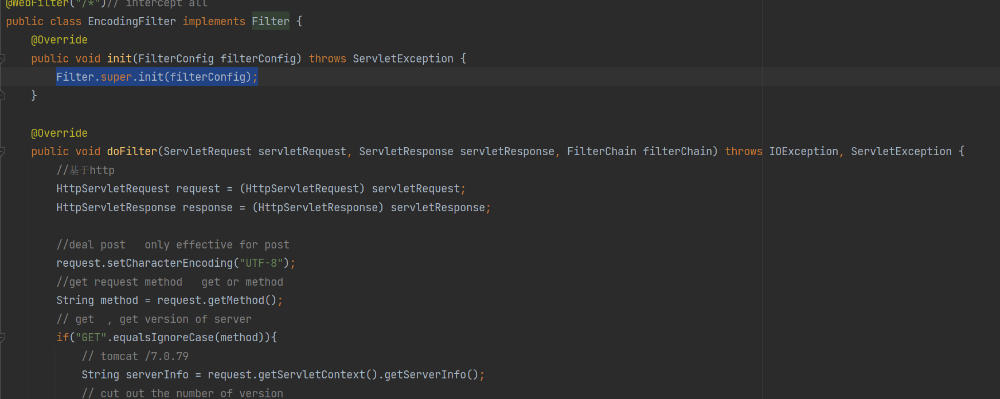 @WebFilter("/*")// intercept all
public class EncodingFilter implements Filter {
@Override
public void init(FilterConfig filterConfig) throws ServletException {
Filter.super.init(filterConfig);
}
@Override
public void doFilter(ServletRequest servletRequest, ServletResponse servletResponse, FilterChain filterChain) throws IOException, ServletException {
//基于http
HttpServletRequest request = (HttpServletRequest) servletRequest;
HttpServletResponse response = (HttpServletResponse) servletResponse;
//deal post   only effective for post
request.setCharacterEncoding("UTF-8");
//get request method   get or method
String method = request.getMethod();
// get  , get version of server
if("GET".equalsIgnoreCase(method)){
// tomcat /7.0.79
String serverInfo = request.getServletContext().getServerInfo();
// cut out the number of version